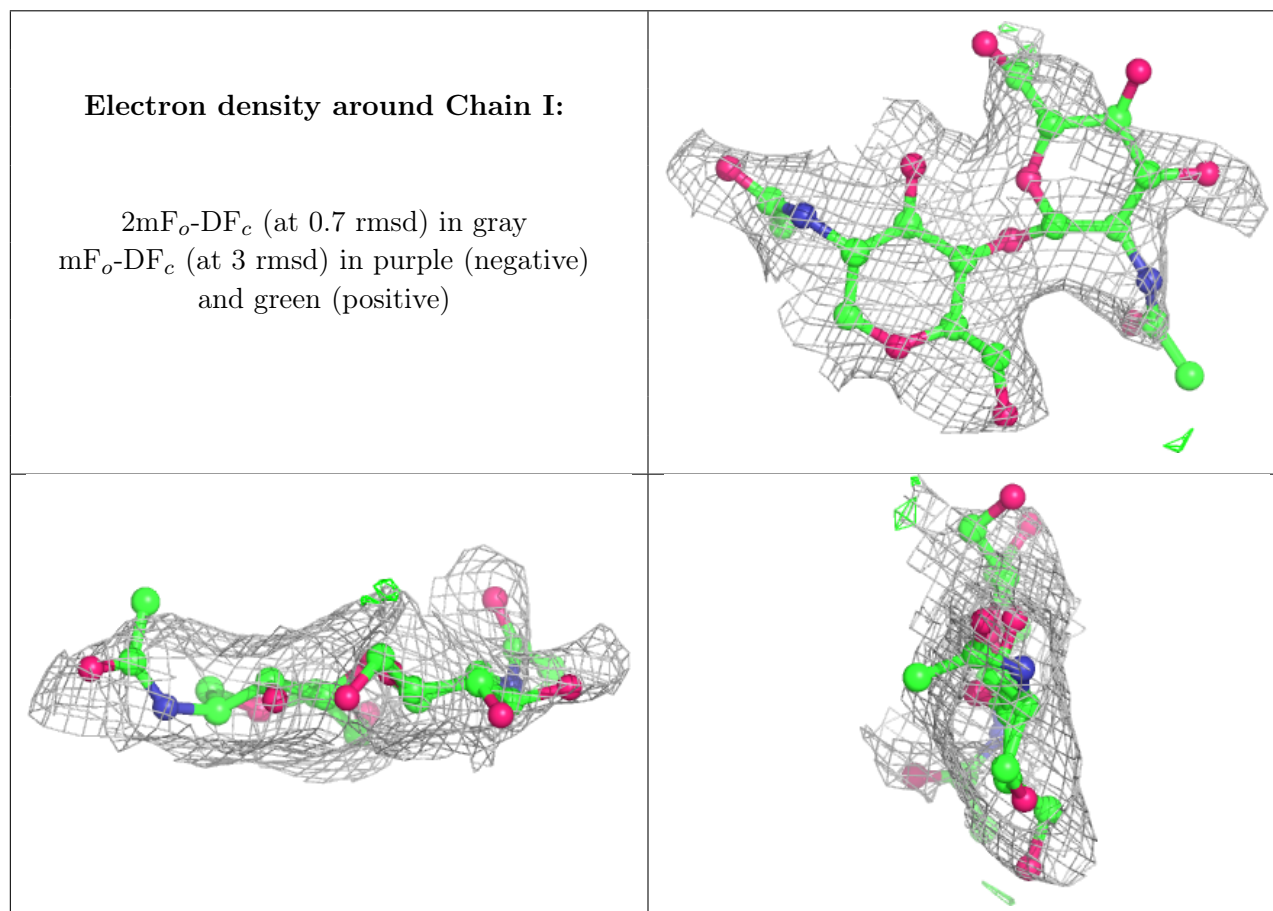 Electron density around Chain I:
2mFo-DFc (at 0.7 rmsd) in gray
mFo-DFc (at 3 rmsd) in purple (negative)
and green (positive)